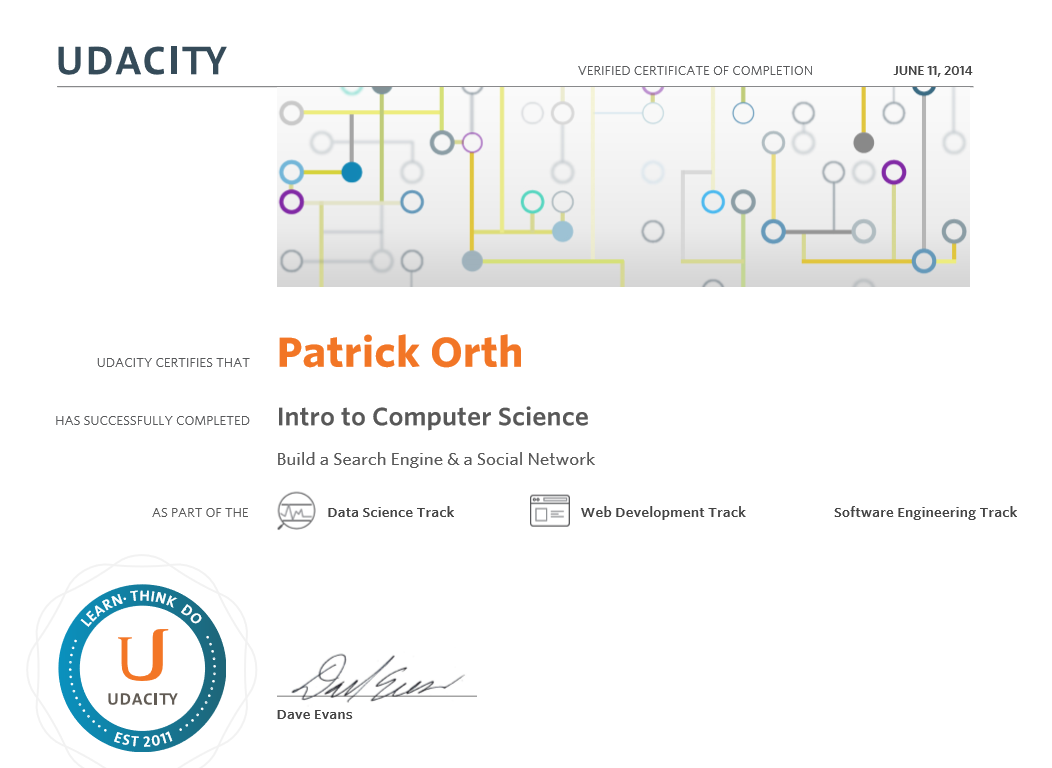 UDACITY
VERIFIED CERTIFICATE OF COMPLETION JUNE 11, 2014
UDACITY CERTIFIES THAT Patrick Orth
HAS SUCCESSFULLY COMPLETED Intro to Computer Science
Build a Search Engine & a Social Network
AS PART OF THE Data Science Track Web Development Track Software Engineering Track
LEARN· THINK DO
U
UDACITY
EST 2011
Dave Evans